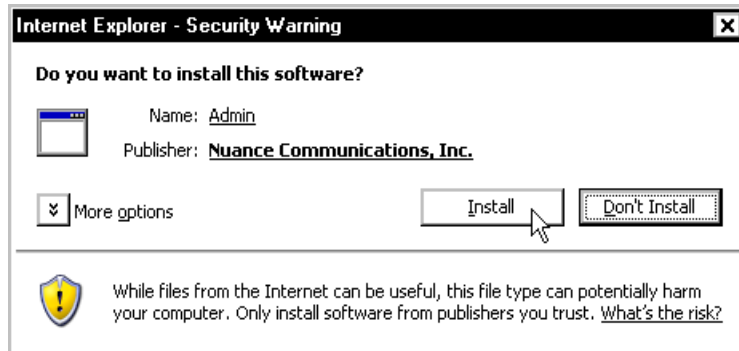 Internet Explorer - Security Warning
Do you want to install this software?
Name: Admin
Publisher: Nuance Communications, Inc.
More options
Install
Don't Install
While files from the Internet can be useful, this file type can potentially harm
your computer. Only install software from publishers you trust. What's the risk?